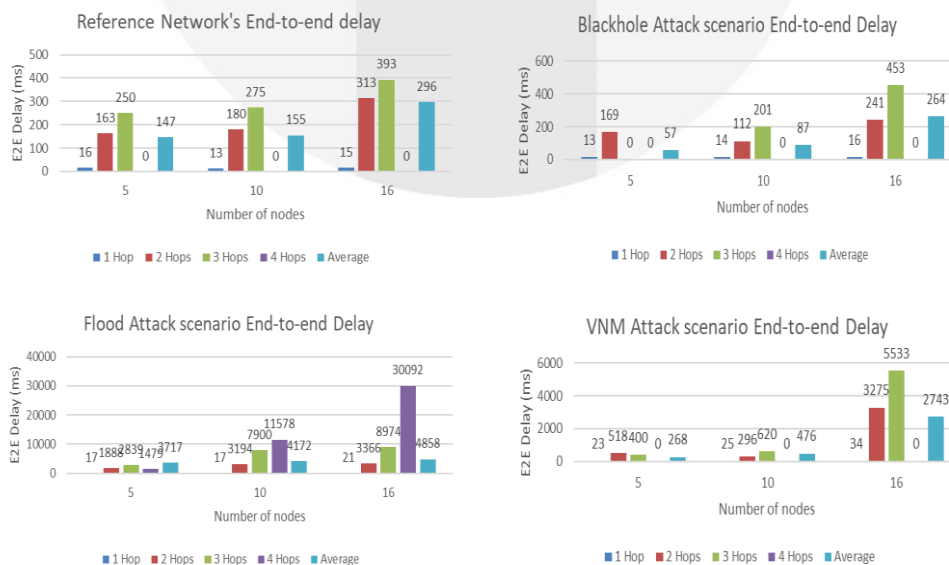 Reference Network's End-to-end delay
E2E Delay (ms)
500
400
300
200
100
0
16 163 250 0 147
13 180 275 0 155
15 313 393 0 296
5 10 16
Number of nodes
1 Hop 2 Hops 3 Hops 4 Hops Average
Blackhole Attack scenario End-to-end Delay
E2E Delay (ms)
600
400
200
0
13 169 0 0 57
14 112 201 0 87
16 241 453 0 264
5 10 16
Number of nodes
1 Hop 2 Hops 3 Hops 4 Hops Average
Flood Attack scenario End-to-end Delay
E2E Delay (ms)
40000
30000
20000
10000
0
17 1888 2839 1479 3717
17 3194 7900 11578 4172
21 3366 8974 30092 4858
5 10 16
Number of nodes
1 Hop 2 Hops 3 Hops 4 Hops Average
VNM Attack scenario End-to-end Delay
E2E Delay (ms)
6000
4000
2000
0
23 518 400 0 268
25 296 620 0 476
34 3275 5533 0 2743
5 10 16
Number of nodes
1 Hop 2 Hops 3 Hops 4 Hops Average